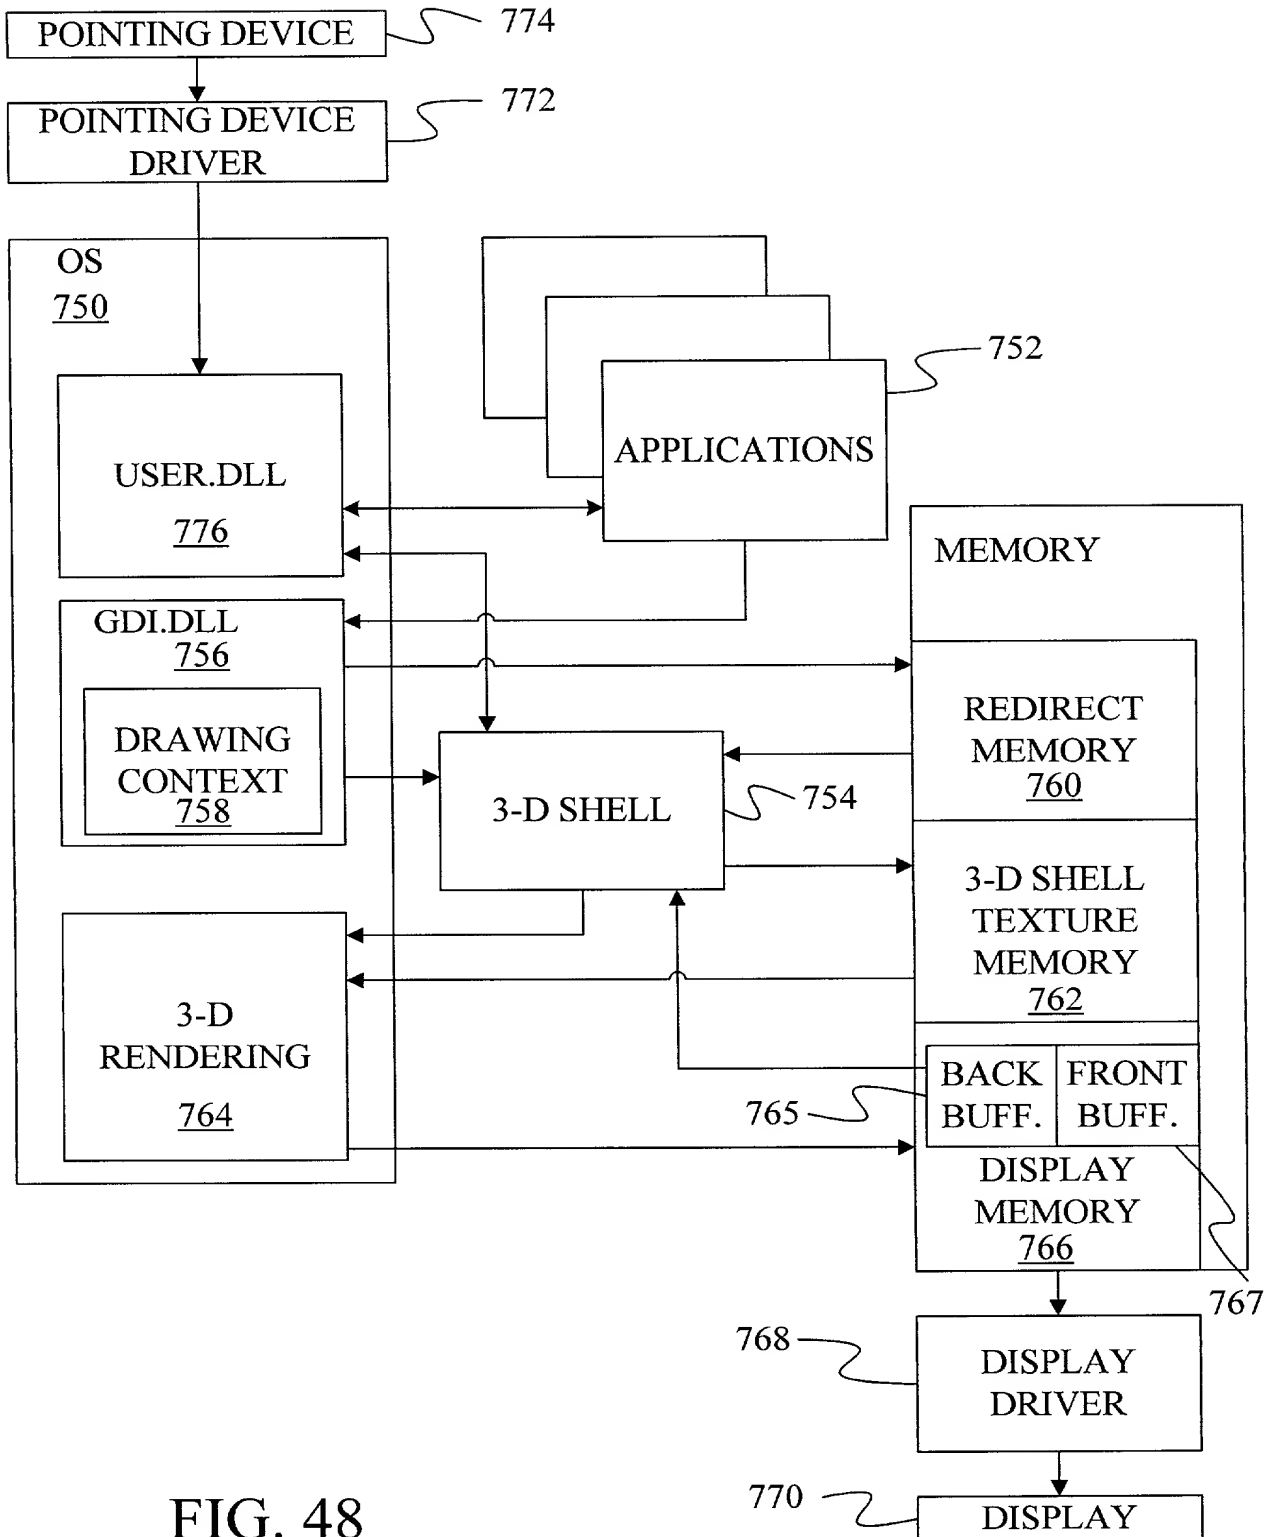 POINTING DEVICE
774
POINTING DEVICE
DRIVER
772
OS
750
USER.DLL
776
APPLICATIONS
752
GDI.DLL
756
DRAWING
CONTEXT
758
3-D SHELL
754
MEMORY
REDIRECT
MEMORY
760
3-D SHELL
TEXTURE
MEMORY
762
3-D
RENDERING
764
BACK
BUFF.
765
FRONT
BUFF.
767
DISPLAY
MEMORY
766
DISPLAY
DRIVER
768
DISPLAY
770
FIG. 48